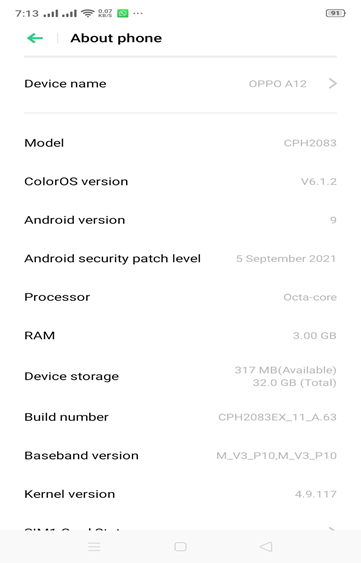 7:13 0.07 KB/S ... 91
About phone
Device name OPPO A12
Model CPH2083
ColorOS version V6.1.2
Android version 9
Android security patch level 5 September 2021
Processor Octa-core
RAM 3.00 GB
Device storage 317 MB(Available)
32.0 GB (Total)
Build number CPH2083EX_11_A.63
Baseband version M_V3_P10,M_V3_P10
Kernel version 4.9.117